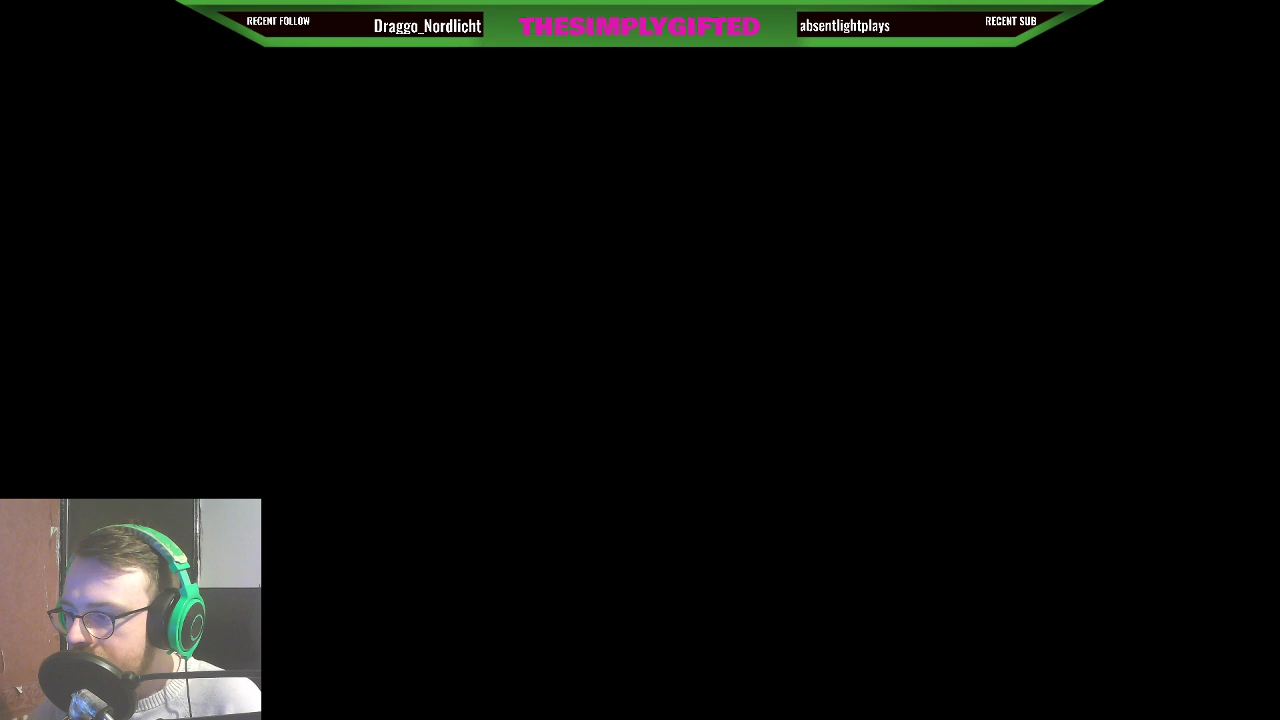 RECENT FOLLOW
Draggo_Nordlicht
THESIMPLYGIFTED
absentlightplays
RECENT SUB